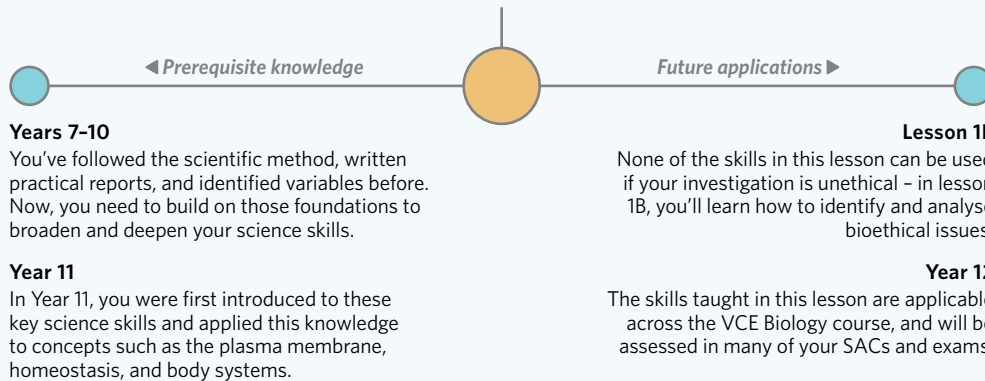 ◀ Prerequisite knowledge
Future applications ▶
Years 7–10
You've followed the scientific method, written
practical reports, and identified variables before.
Now, you need to build on those foundations to
broaden and deepen your science skills.
Year 11
In Year 11, you were first introduced to these
key science skills and applied this knowledge
to concepts such as the plasma membrane,
homeostasis, and body systems.
Lesson
None of the skills in this lesson can be used
if your investigation is unethical – in lesson
1B, you'll learn how to identify and analyse
bioethical issues
Year 12
The skills taught in this lesson are applicable
across the VCE Biology course, and will be
assessed in many of your SACs and exams